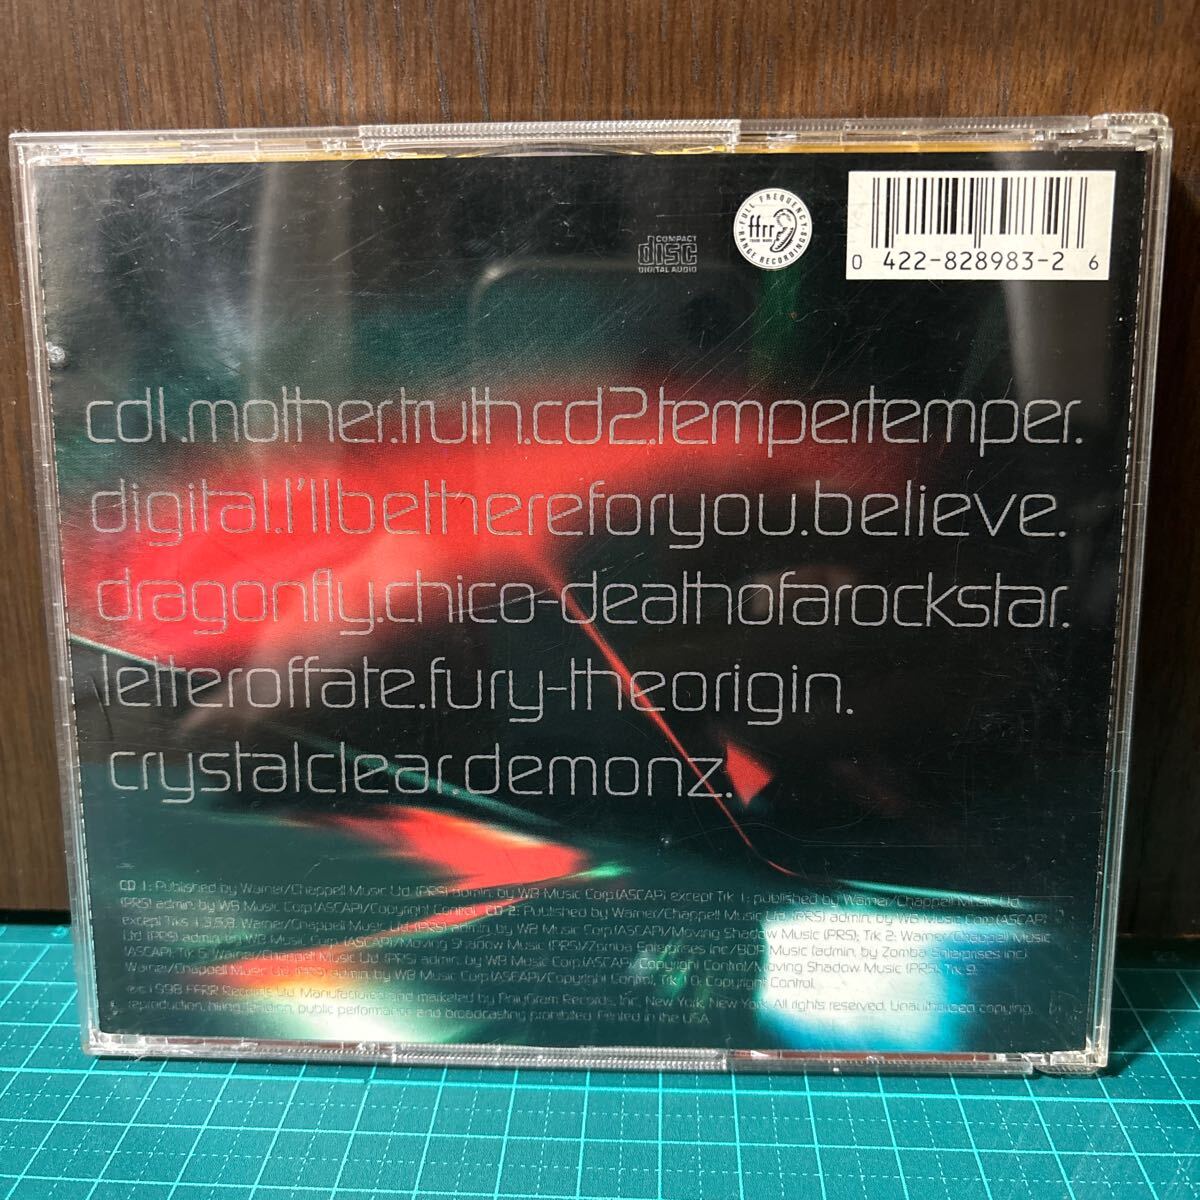 COMPACT
disc
DIGITAL AUDIO
FULL FREQUENCY
ffrr
RANGE RECORDINGS
0 422-828983-2 6
cd1.mother.truth.cd2.tempertemper.
digital.I'llbethereforyou.believe.
dragonfly.chico-deathofarockstar.
letteroffate.fury-theorigin.
crystalclear.demonz.
CD 1: Published by Warner/Chappell Music Ltd. (PRS) admin. by WB Music Corp.(ASCAP) except Trk 1: published by Warner/Chappell Music Ltd.
(PRS) admin. by WB Music Corp.(ASCAP)/Copyright Control. CD 2: Published by Warner/Chappell Music Ltd. (PRS) admin. by WB Music Corp.(ASCAP)
except Trks 1,3,5,9. Warner/Chappell Music Ltd. (PRS) admin. by WB Music Corp.(ASCAP)/Moving Shadow Music (PRS), Trk 2: Warner/Chappell Music
Ltd (PRS) admin. by WB Music Corp.(ASCAP)/Moving Shadow Music (PRS)/Zomba Enterprises Inc/BDP Music (admin. by Zomba Enterprises Inc)
(ASCAP), Trk 5: Warner/Chappell Music Ltd. (PRS) admin. by WB Music Corp.(ASCAP), Copyright Control/Moving Shadow Music (PRS), Trk 9:
Warner/Chappell Music Ltd. (PRS) admin. by WB Music Corp.(ASCAP)/Copyright Control, Trk 10: Copyright Control.
1998 FFRR Records Ltd. Manufactured and marketed by PolyGram Records, Inc., New York, New York. All rights reserved. Unauthorized copying,
reproduction, hiring, lending, public performance and broadcasting prohibited. Printed in the USA.